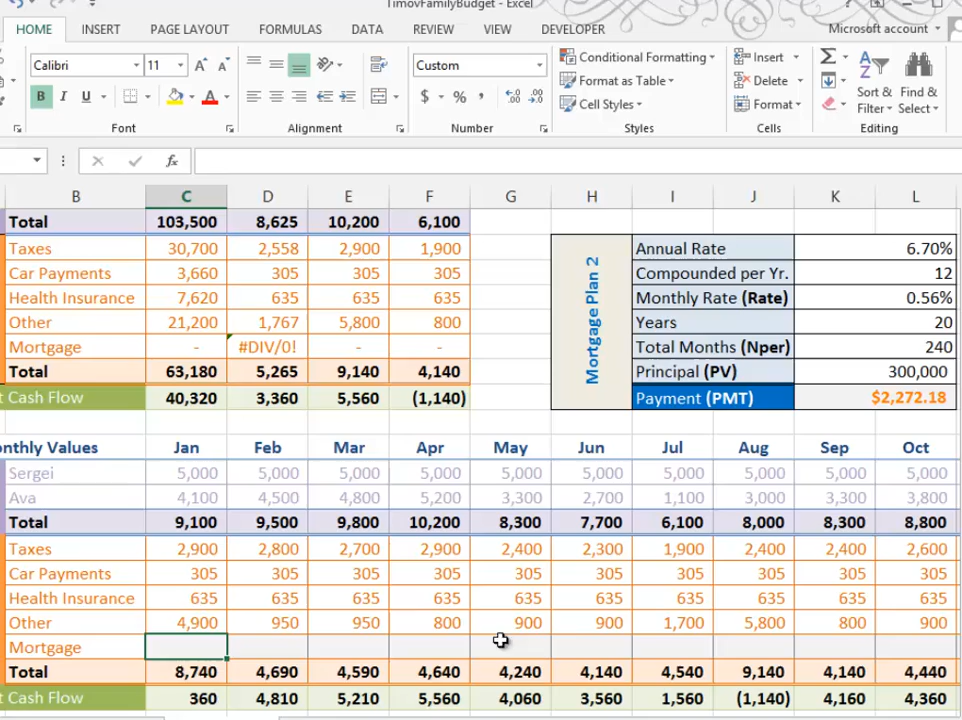 TimovFamilyBudget - Excel
HOME INSERT PAGE LAYOUT FORMULAS DATA REVIEW VIEW DEVELOPER Microsoft account
Calibri 11 A A Custom Conditional Formatting Insert Σ A Z
Format as Table Delete
B I U A $ % , .00 .0 Cell Styles Format Sort & Filter Find & Select
Font Alignment Number Styles Cells Editing
fx
B C D E F G H I J K L
Total 103,500 8,625 10,200 6,100
Taxes 30,700 2,558 2,900 1,900 Annual Rate 6.70%
Car Payments 3,660 305 305 305 Compounded per Yr. 12
Health Insurance 7,620 635 635 635 Monthly Rate (Rate) 0.56%
Other 21,200 1,767 5,800 800 Years 20
Mortgage - #DIV/0! - - Total Months (Nper) 240
Total 63,180 5,265 9,140 4,140 Principal (PV) 300,000
t Cash Flow 40,320 3,360 5,560 (1,140) Payment (PMT) $2,272.18
Mortgage Plan 2
nthly Values Jan Feb Mar Apr May Jun Jul Aug Sep Oct
Sergei 5,000 5,000 5,000 5,000 5,000 5,000 5,000 5,000 5,000 5,000
Ava 4,100 4,500 4,800 5,200 3,300 2,700 1,100 3,000 3,300 3,800
Total 9,100 9,500 9,800 10,200 8,300 7,700 6,100 8,000 8,300 8,800
Taxes 2,900 2,800 2,700 2,900 2,400 2,300 1,900 2,400 2,400 2,600
Car Payments 305 305 305 305 305 305 305 305 305 305
Health Insurance 635 635 635 635 635 635 635 635 635 635
Other 4,900 950 950 800 900 900 1,700 5,800 800 900
Mortgage
Total 8,740 4,690 4,590 4,640 4,240 4,140 4,540 9,140 4,140 4,440
t Cash Flow 360 4,810 5,210 5,560 4,060 3,560 1,560 (1,140) 4,160 4,360